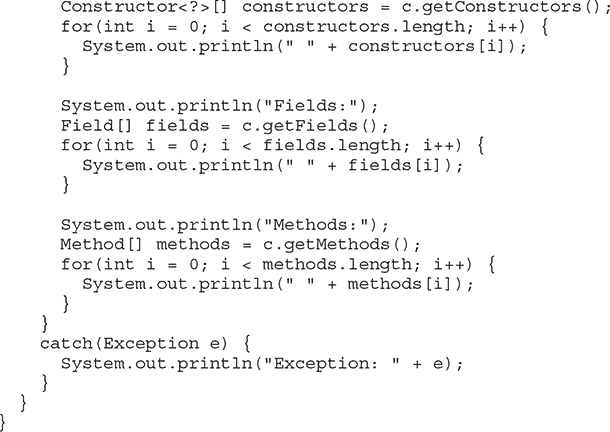 Constructor<?>[] constructors = c.getConstructors();
      for(int i = 0; i < constructors.length; i++) {
        System.out.println(" " + constructors[i]);
      }

      System.out.println("Fields:");
      Field[] fields = c.getFields();
      for(int i = 0; i < fields.length; i++) {
        System.out.println(" " + fields[i]);
      }

      System.out.println("Methods:");
      Method[] methods = c.getMethods();
      for(int i = 0; i < methods.length; i++) {
        System.out.println(" " + methods[i]);
      }
    }
    catch(Exception e) {
      System.out.println("Exception: " + e);
    }
  }
}